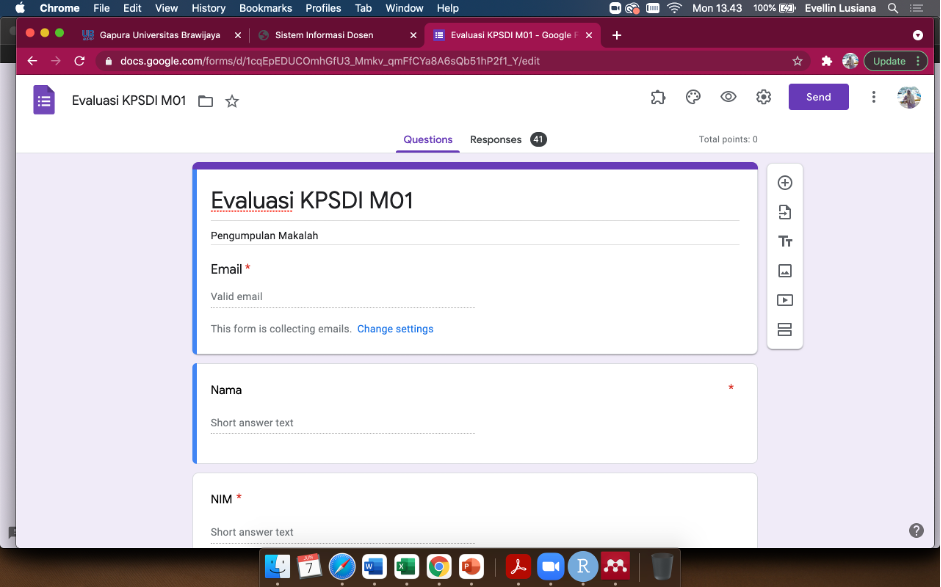 Chrome File Edit View History Bookmarks Profiles Tab Window Help Mon 13.43 100% Evellin Lusiana
Gapura Universitas Brawijaya Sistem Informasi Dosen Evaluasi KPSDI M01 - Google F
docs.google.com/forms/d/1cqEpEDUCOmhGfU3_Mmkv_qmFfCYa8A6sQb51hP2f1_Y/edit Update
Evaluasi KPSDI M01 Send
Questions Responses 41 Total points: 0
Evaluasi KPSDI M01
Pengumpulan Makalah
Email *
Valid email
This form is collecting emails. Change settings
Nama *
Short answer text
NIM *
Short answer text
JUN
7